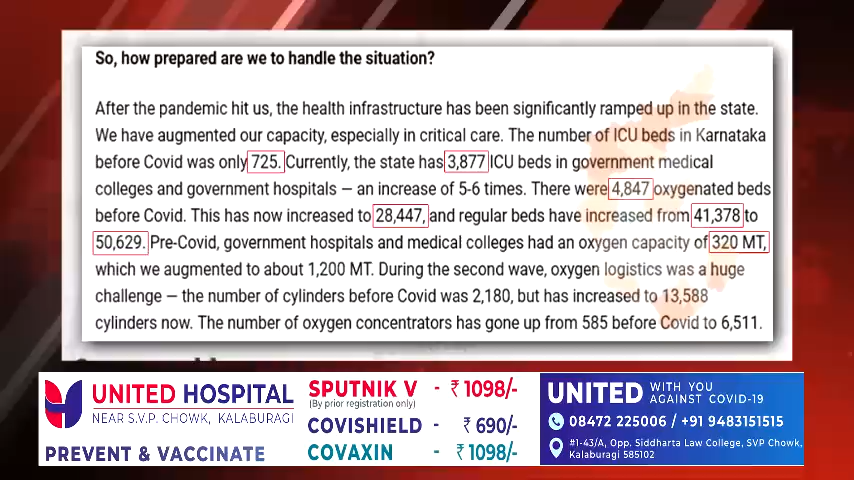 So, how prepared are we to handle the situation?
After the pandemic hit us, the health infrastructure has been significantly ramped up in the state.
We have augmented our capacity, especially in critical care. The number of ICU beds in Karnataka
before Covid was only 725. Currently, the state has 3,877 ICU beds in government medical
colleges and government hospitals — an increase of 5-6 times. There were 4,847 oxygenated beds
before Covid. This has now increased to 28,447, and regular beds have increased from 41,378 to
50,629. Pre-Covid, government hospitals and medical colleges had an oxygen capacity of 320 MT,
which we augmented to about 1,200 MT. During the second wave, oxygen logistics was a huge
challenge — the number of cylinders before Covid was 2,180, but has increased to 13,588
cylinders now. The number of oxygen concentrators has gone up from 585 before Covid to 6,511.
UNITED HOSPITAL
NEAR S.V.P. CHOWK, KALABURAGI
PREVENT & VACCINATE
SPUTNIK V - ₹ 1098/-
(By prior registration only)
COVISHIELD - ₹ 690/-
COVAXIN - ₹ 1098/-
UNITED WITH YOU
AGAINST COVID-19
08472 225006 / +91 9483151515
#1-43/A, Opp. Siddharta Law College, SVP Chowk,
Kalaburagi 585102